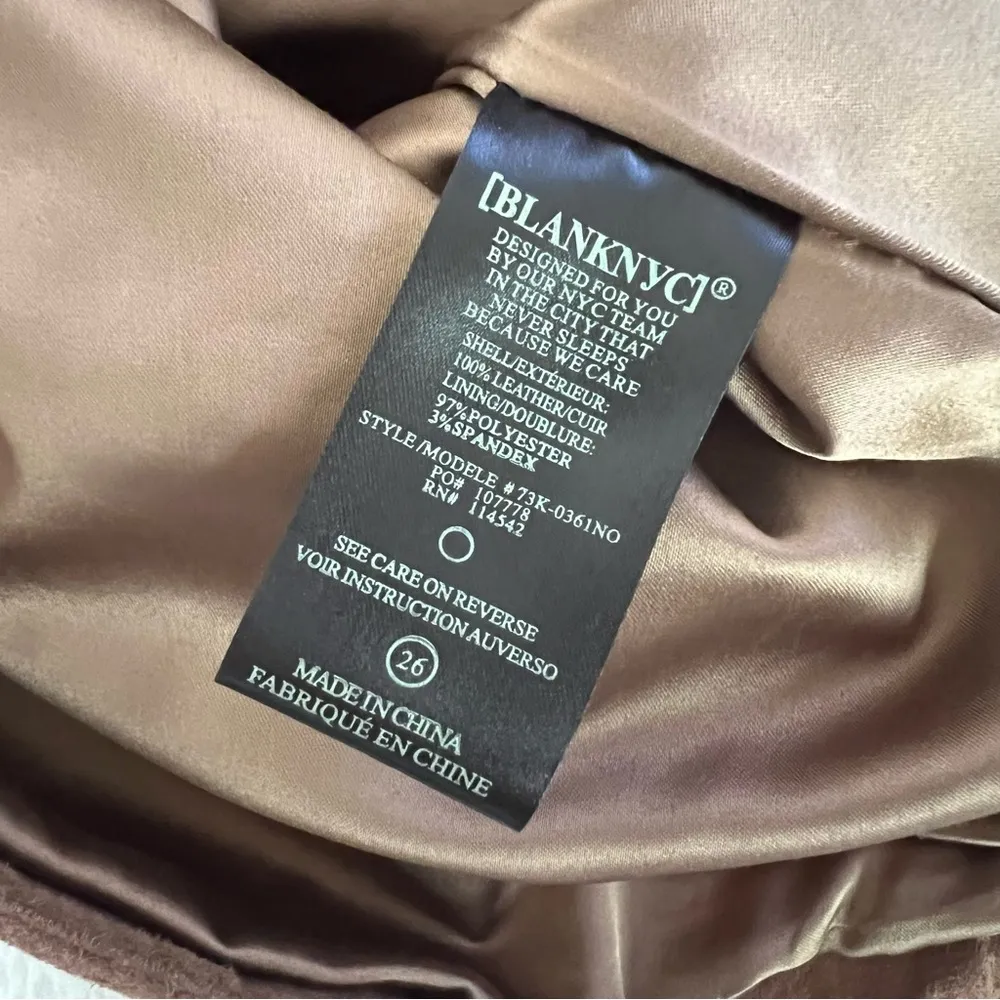 [BLANKNYC]®
DESIGNED FOR YOU
BY OUR NYC TEAM
IN THE CITY THAT
NEVER SLEEPS
BECAUSE WE CARE
SHELL/EXTÉRIEUR:
100% LEATHER/CUIR
LINING/DOUBLURE:
97%POLYESTER
3%SPANDEX
STYLE/MODELE #73K-0361NO
PO# 107778
RN# 114542
SEE CARE ON REVERSE
VOIR INSTRUCTION AUVERSO
26
MADE IN CHINA
FABRIQUÉ EN CHINE